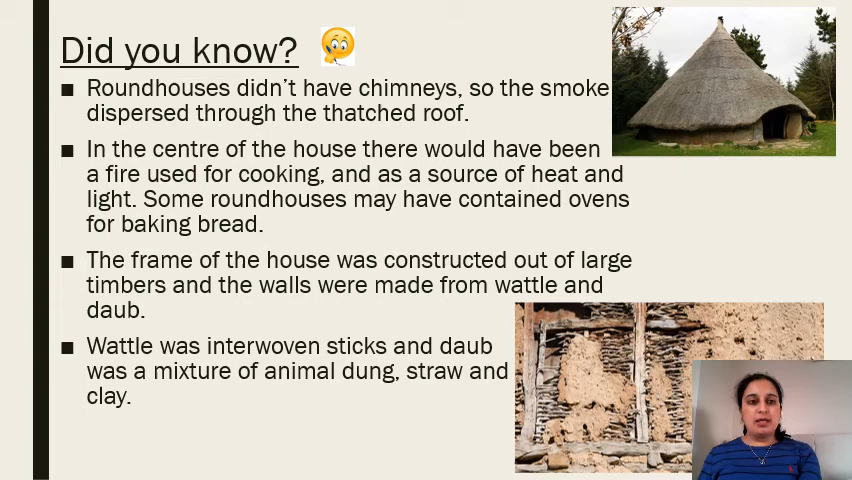 Did you know?
■ Roundhouses didn't have chimneys, so the smoke
dispersed through the thatched roof.
■ In the centre of the house there would have been
a fire used for cooking, and as a source of heat and
light. Some roundhouses may have contained ovens
for baking bread.
■ The frame of the house was constructed out of large
timbers and the walls were made from wattle and
daub.
■ Wattle was interwoven sticks and daub
was a mixture of animal dung, straw and
clay.